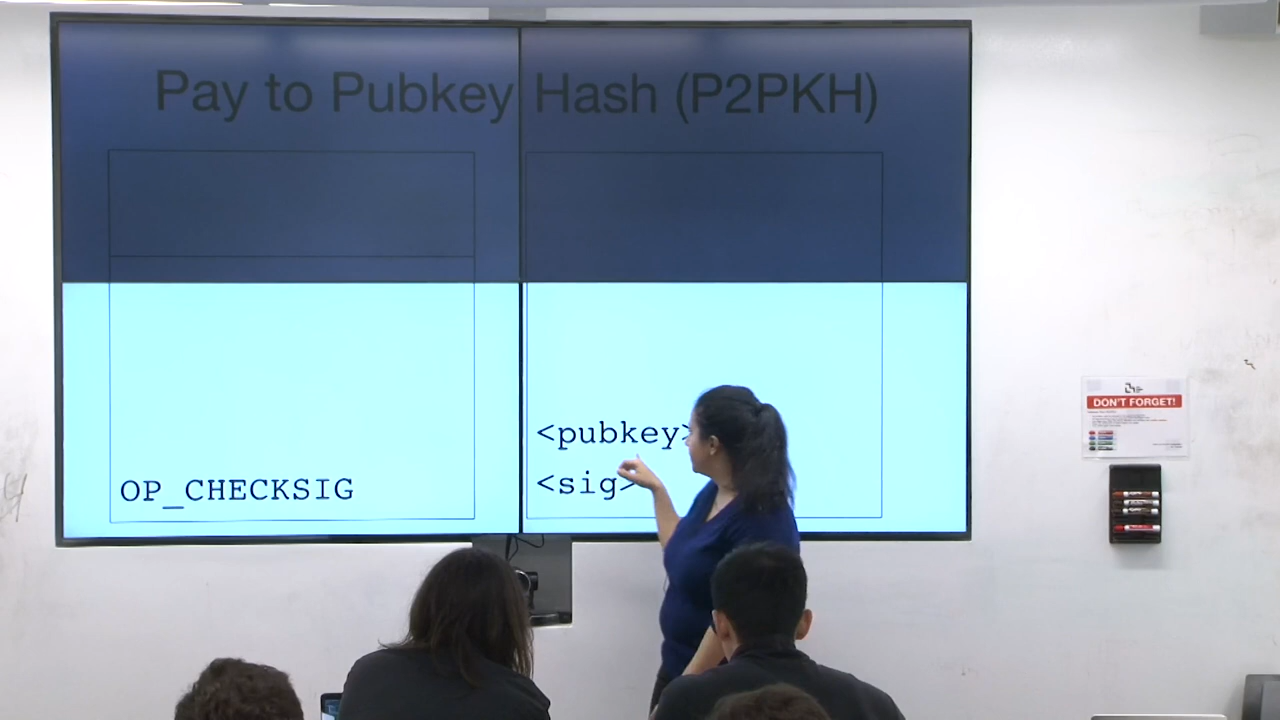 Pay to Pubkey Hash (P2PKH)
OP_CHECKSIG
<pubkey>
<sig>
DON'T FORGET!